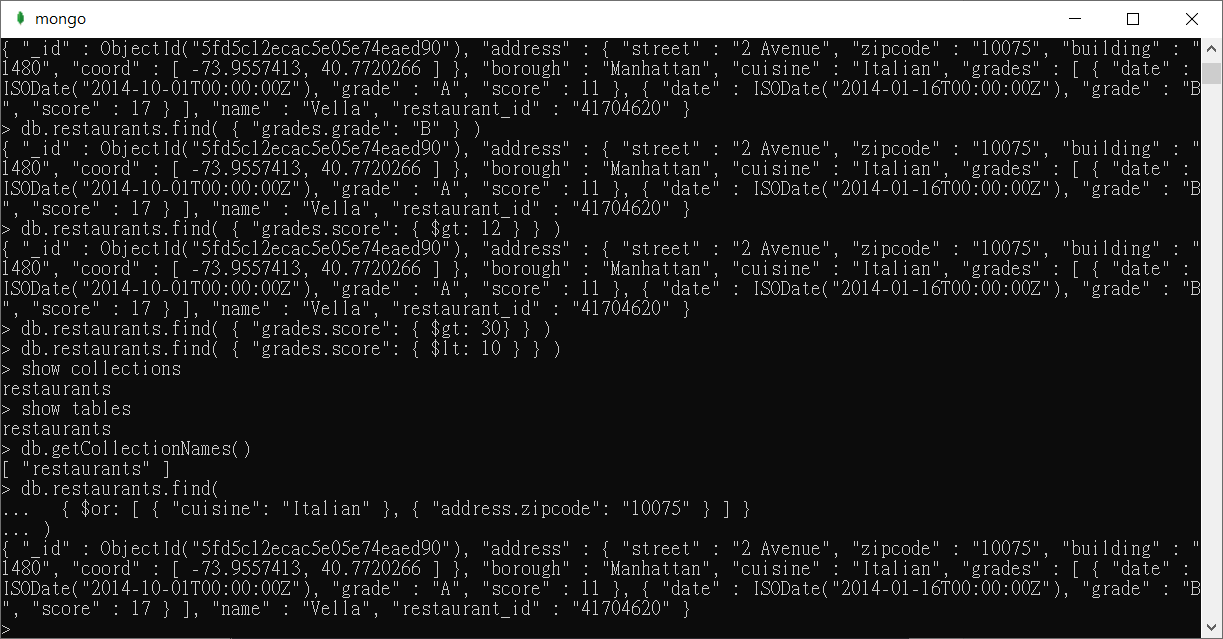 mongo
{ "_id" : ObjectId("5fd5c12ecac5e05e74eaed90"), "address" : { "street" : "2 Avenue", "zipcode" : "10075", "building" : "
1480", "coord" : [ -73.9557413, 40.7720266 ] }, "borough" : "Manhattan", "cuisine" : "Italian", "grades" : [ { "date" :
ISODate("2014-10-01T00:00:00Z"), "grade" : "A", "score" : 11 }, { "date" : ISODate("2014-01-16T00:00:00Z"), "grade" : "B
", "score" : 17 } ], "name" : "Vella", "restaurant_id" : "41704620" }
> db.restaurants.find( { "grades.grade": "B" } )
{ "_id" : ObjectId("5fd5c12ecac5e05e74eaed90"), "address" : { "street" : "2 Avenue", "zipcode" : "10075", "building" : "
1480", "coord" : [ -73.9557413, 40.7720266 ] }, "borough" : "Manhattan", "cuisine" : "Italian", "grades" : [ { "date" :
ISODate("2014-10-01T00:00:00Z"), "grade" : "A", "score" : 11 }, { "date" : ISODate("2014-01-16T00:00:00Z"), "grade" : "B
", "score" : 17 } ], "name" : "Vella", "restaurant_id" : "41704620" }
> db.restaurants.find( { "grades.score": { $gt: 12 } } )
{ "_id" : ObjectId("5fd5c12ecac5e05e74eaed90"), "address" : { "street" : "2 Avenue", "zipcode" : "10075", "building" : "
1480", "coord" : [ -73.9557413, 40.7720266 ] }, "borough" : "Manhattan", "cuisine" : "Italian", "grades" : [ { "date" :
ISODate("2014-10-01T00:00:00Z"), "grade" : "A", "score" : 11 }, { "date" : ISODate("2014-01-16T00:00:00Z"), "grade" : "B
", "score" : 17 } ], "name" : "Vella", "restaurant_id" : "41704620" }
> db.restaurants.find( { "grades.score": { $gt: 30} } )
> db.restaurants.find( { "grades.score": { $lt: 10 } } )
> show collections
restaurants
> show tables
restaurants
> db.getCollectionNames()
[ "restaurants" ]
> db.restaurants.find(
...   { $or: [ { "cuisine": "Italian" }, { "address.zipcode": "10075" } ] }
... )
{ "_id" : ObjectId("5fd5c12ecac5e05e74eaed90"), "address" : { "street" : "2 Avenue", "zipcode" : "10075", "building" : "
1480", "coord" : [ -73.9557413, 40.7720266 ] }, "borough" : "Manhattan", "cuisine" : "Italian", "grades" : [ { "date" :
ISODate("2014-10-01T00:00:00Z"), "grade" : "A", "score" : 11 }, { "date" : ISODate("2014-01-16T00:00:00Z"), "grade" : "B
", "score" : 17 } ], "name" : "Vella", "restaurant_id" : "41704620" }
>